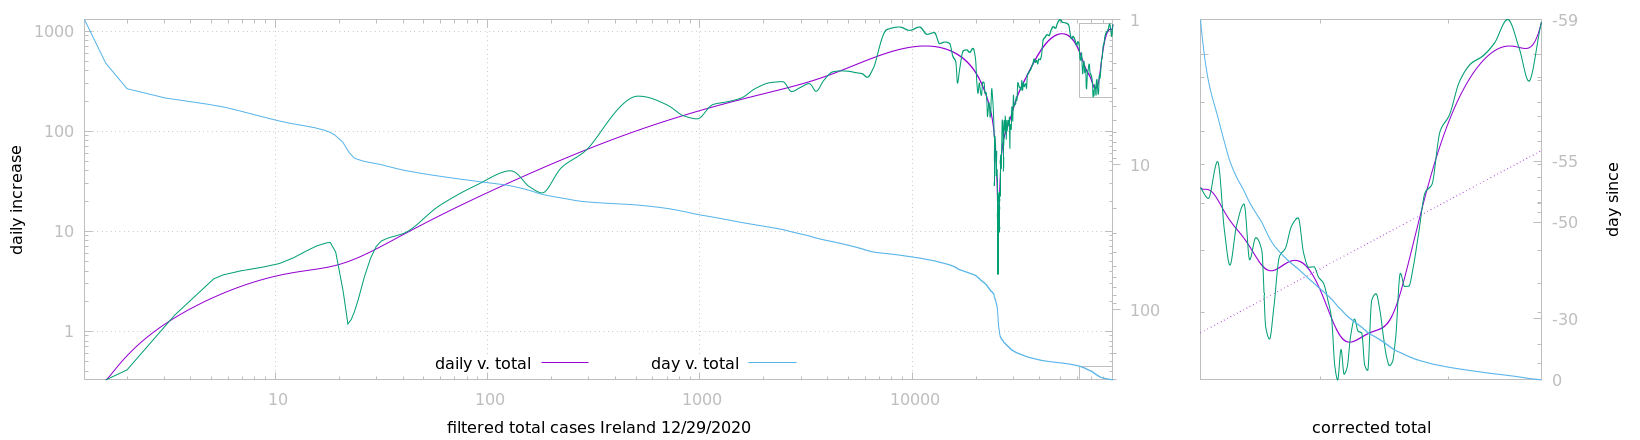 1000
100
10
1
daily increase
10
100
1000
10000
filtered total cases Ireland 12/29/2020
daily v. total
day v. total
1
10
100
-59
-55
-50
-30
0
day since
corrected total